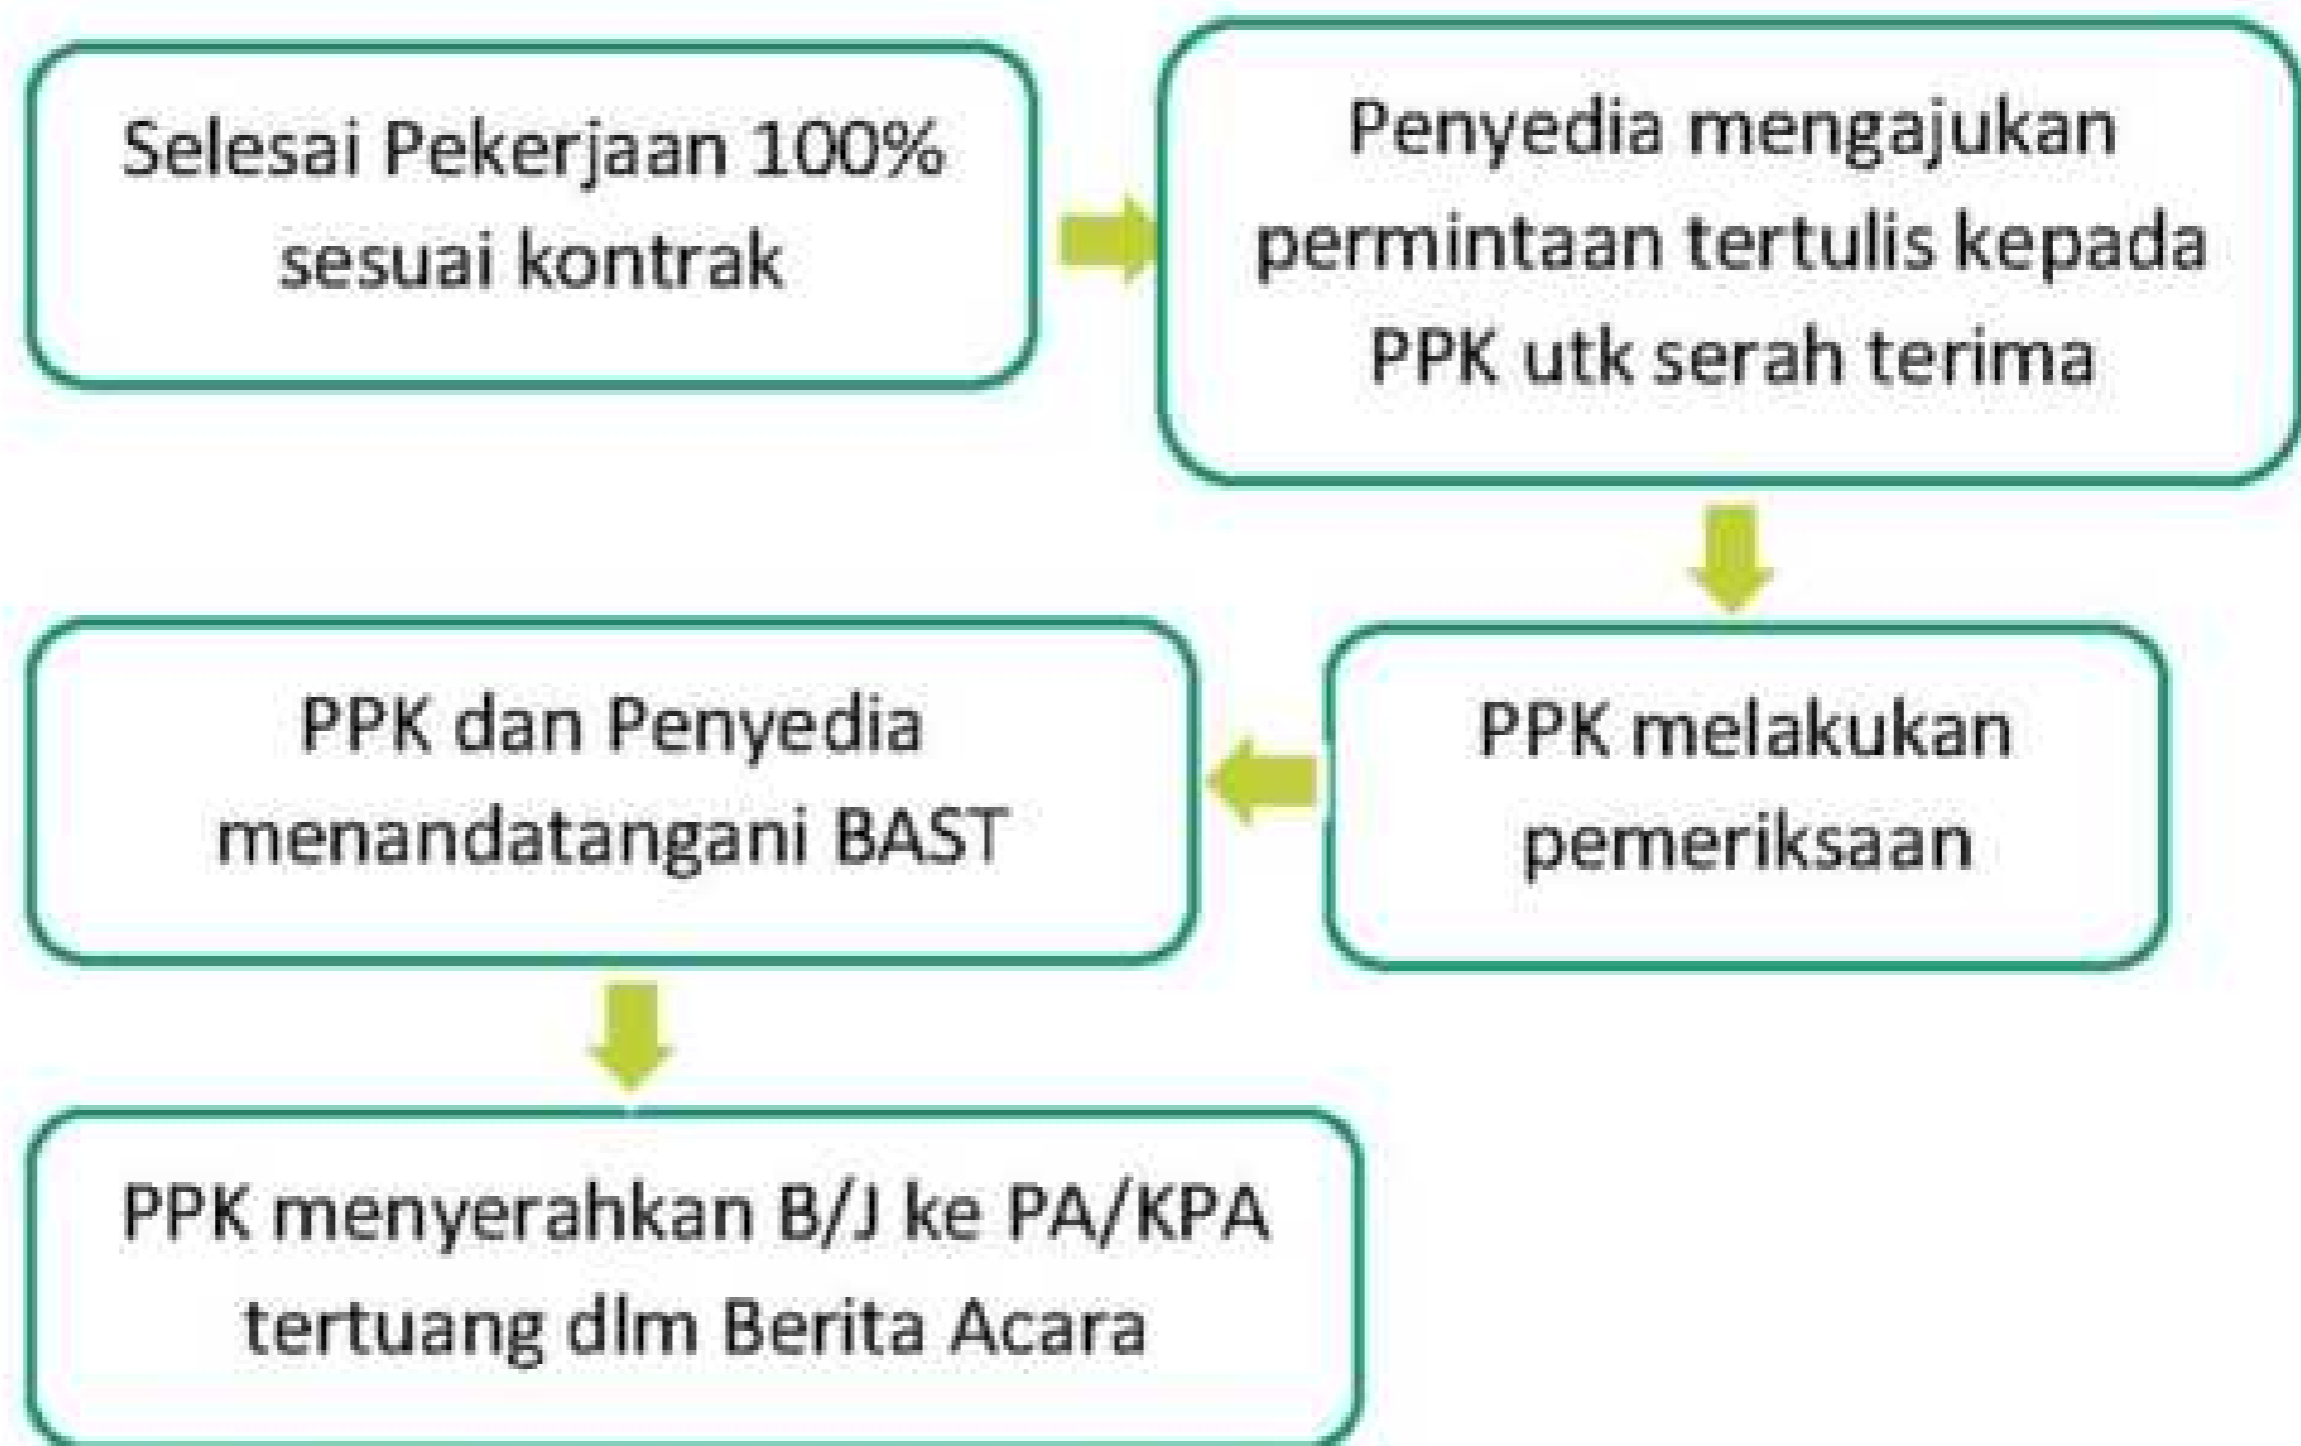 Selesai Pekerjaan 100%
sesuai kontrak
Penyedia mengajukan
permintaan tertulis kepada
PPK utk serah terima
PPK melakukan
pemeriksaan
PPK dan Penyedia
menandatangani BAST
PPK menyerahkan B/J ke PA/KPA
tertuang dlm Berita Acara